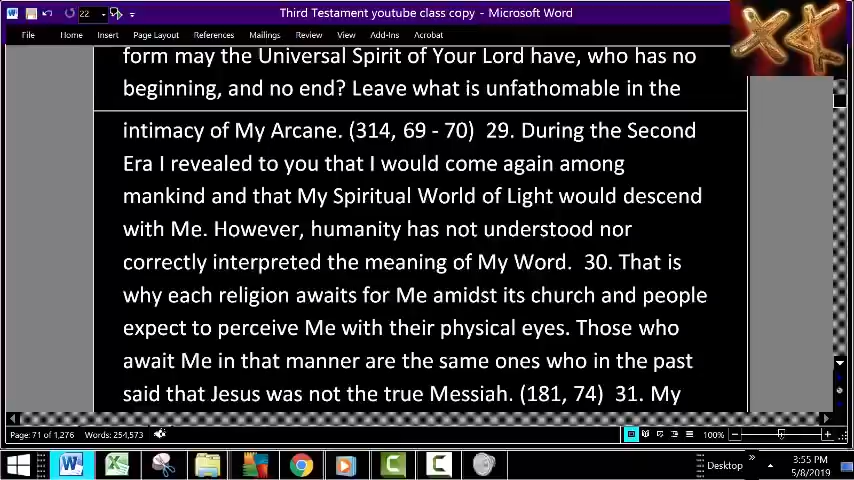 22
Third Testament youtube class copy - Microsoft Word
File Home Insert Page Layout References Mailings Review View Add-Ins Acrobat
form may the Universal Spirit of Your Lord have, who has no
beginning, and no end? Leave what is unfathomable in the
intimacy of My Arcane. (314, 69 - 70)  29. During the Second
Era I revealed to you that I would come again among
mankind and that My Spiritual World of Light would descend
with Me. However, humanity has not understood nor
correctly interpreted the meaning of My Word.  30. That is
why each religion awaits for Me amidst its church and people
expect to perceive Me with their physical eyes. Those who
await Me in that manner are the same ones who in the past
said that Jesus was not the true Messiah. (181, 74)  31. My
Page: 71 of 1,276 Words: 254,573 100%
Desktop 3:55 PM
5/8/2019